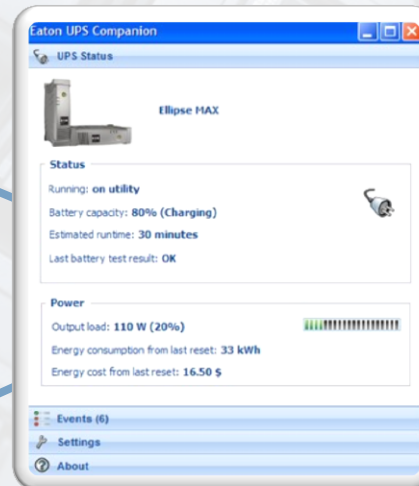 Eaton UPS Companion
UPS Status
Ellipse MAX
Status
Running: on utility
Battery capacity: 80% (Charging)
Estimated runtime: 30 minutes
Last battery test result: OK
Power
Output load: 110 W (20%)
Energy consumption from last reset: 33 kWh
Energy cost from last reset: 16.50 $
Events (6)
Settings
About